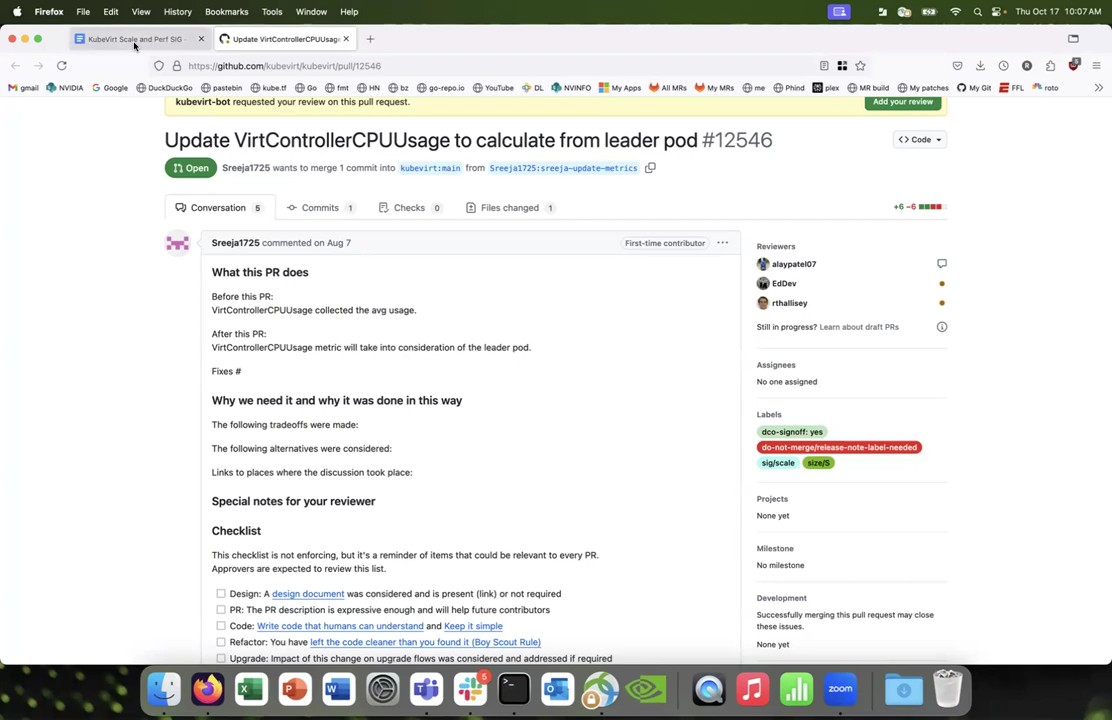 Firefox File Edit View History Bookmarks Tools Window Help Thu Oct 17 10:07 AM
KubeVirt Scale and Perf SIG - Update VirtControllerCPUUsage
https://github.com/kubevirt/kubevirt/pull/12546
gmail NVIDIA Google DuckDuckGo pastebin kube.tf Go fmt HN bz go-repo.io YouTube DL NVINFO My Apps All MRs My MRs me Phind plex MR build My patches My Git FFL roto
kubevirt-bot requested your review on this pull request. Add your review
Update VirtControllerCPUUsage to calculate from leader pod #12546
Code
Open Sreeja1725 wants to merge 1 commit into kubevirt:main from Sreeja1725:sreeja-update-metrics
Conversation 5 Commits 1 Checks 0 Files changed 1 +6 −6
Sreeja1725 commented on Aug 7 First-time contributor
What this PR does
Before this PR:
VirtControllerCPUUsage collected the avg usage.
After this PR:
VirtControllerCPUUsage metric will take into consideration of the leader pod.
Fixes #
Why we need it and why it was done in this way
The following tradeoffs were made:
The following alternatives were considered:
Links to places where the discussion took place:
Special notes for your reviewer
Checklist
This checklist is not enforcing, but it's a reminder of items that could be relevant to every PR.
Approvers are expected to review this list.
Design: A design document was considered and is present (link) or not required
PR: The PR description is expressive enough and will help future contributors
Code: Write code that humans can understand and Keep it simple
Refactor: You have left the code cleaner than you found it (Boy Scout Rule)
Upgrade: Impact of this change on upgrade flows was considered and addressed if required
Reviewers
alaypatel07
EdDev
rthallisey
Still in progress? Learn about draft PRs
Assignees
No one assigned
Labels
dco-signoff: yes
do-not-merge/release-note-label-needed
sig/scale size/S
Projects
None yet
Milestone
No milestone
Development
Successfully merging this pull request may close
these issues.
None yet
5
zoom